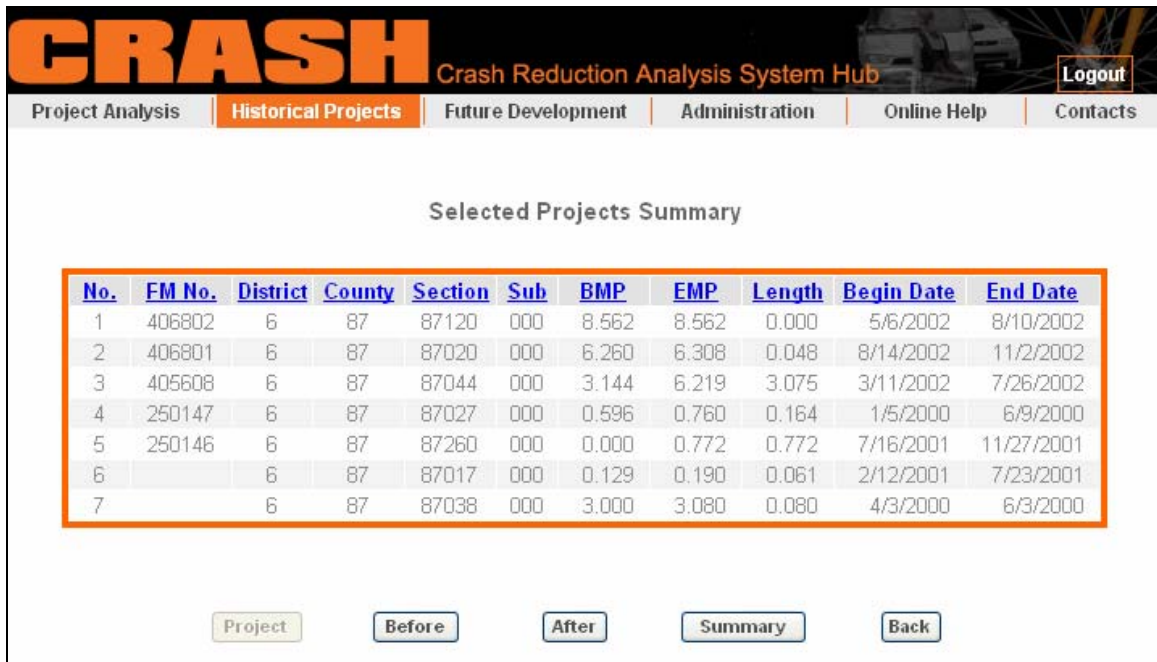 CRASH Crash Reduction Analysis System Hub Logout
Project Analysis Historical Projects Future Development Administration Online Help Contacts
Selected Projects Summary
No. FM No. District County Section Sub BMP EMP Length Begin Date End Date
1 406802 6 87 87120 000 8.562 8.562 0.000 5/6/2002 8/10/2002
2 406801 6 87 87020 000 6.260 6.308 0.048 8/14/2002 11/2/2002
3 405608 6 87 87044 000 3.144 6.219 3.075 3/11/2002 7/26/2002
4 250147 6 87 87027 000 0.596 0.760 0.164 1/5/2000 6/9/2000
5 250146 6 87 87260 000 0.000 0.772 0.772 7/16/2001 11/27/2001
6 6 87 87017 000 0.129 0.190 0.061 2/12/2001 7/23/2001
7 6 87 87038 000 3.000 3.080 0.080 4/3/2000 6/3/2000
Project Before After Summary Back